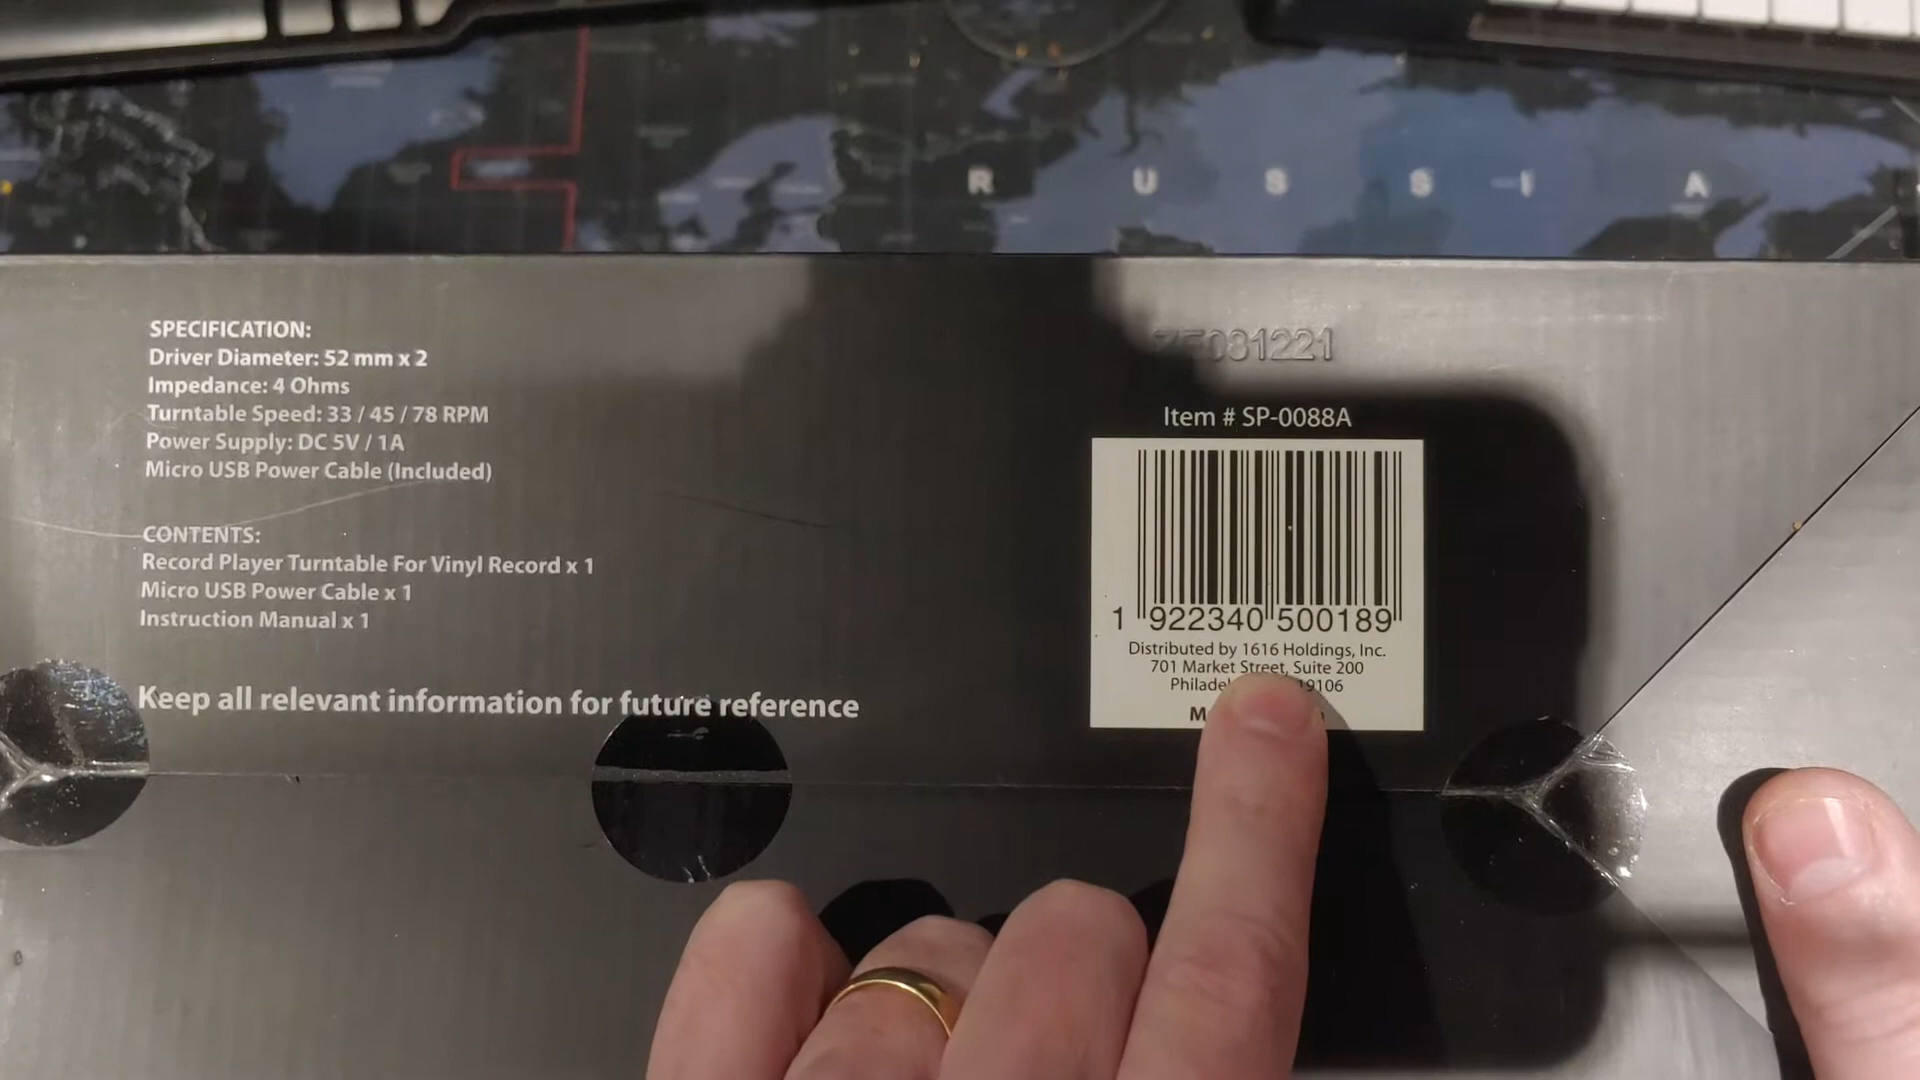 R U S S I A
SPECIFICATION:
Driver Diameter: 52 mm x 2
Impedance: 4 Ohms
Turntable Speed: 33 / 45 / 78 RPM
Power Supply: DC 5V / 1A
Micro USB Power Cable (Included)
CONTENTS:
Record Player Turntable For Vinyl Record x 1
Micro USB Power Cable x 1
Instruction Manual x 1
Keep all relevant information for future reference
081221
Item # SP-0088A
1 922340 500189
Distributed by 1616 Holdings, Inc.
701 Market Street, Suite 200
19106